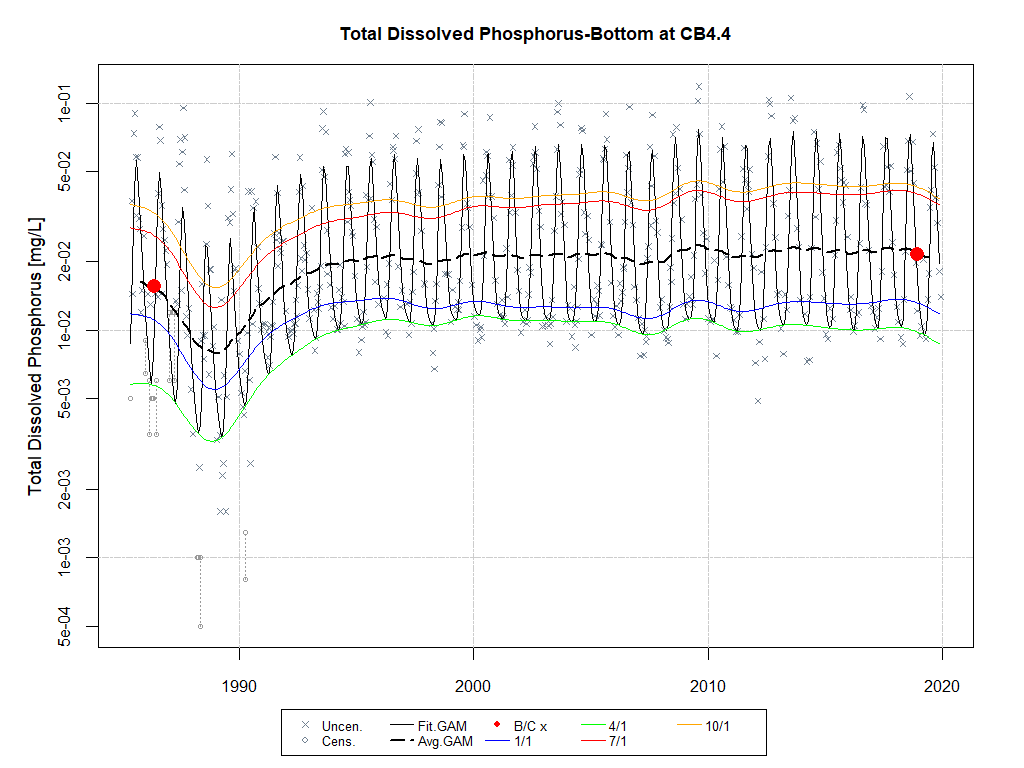 Total Dissolved Phosphorus-Bottom at CB4.4
Total Dissolved Phosphorus [mg/L]
1e-01
5e-02
2e-02
1e-02
5e-03
2e-03
1e-03
5e-04
1990 2000 2010 2020
Uncen. Fit.GAM B/C x 4/1 10/1
Cens. Avg.GAM 1/1 7/1